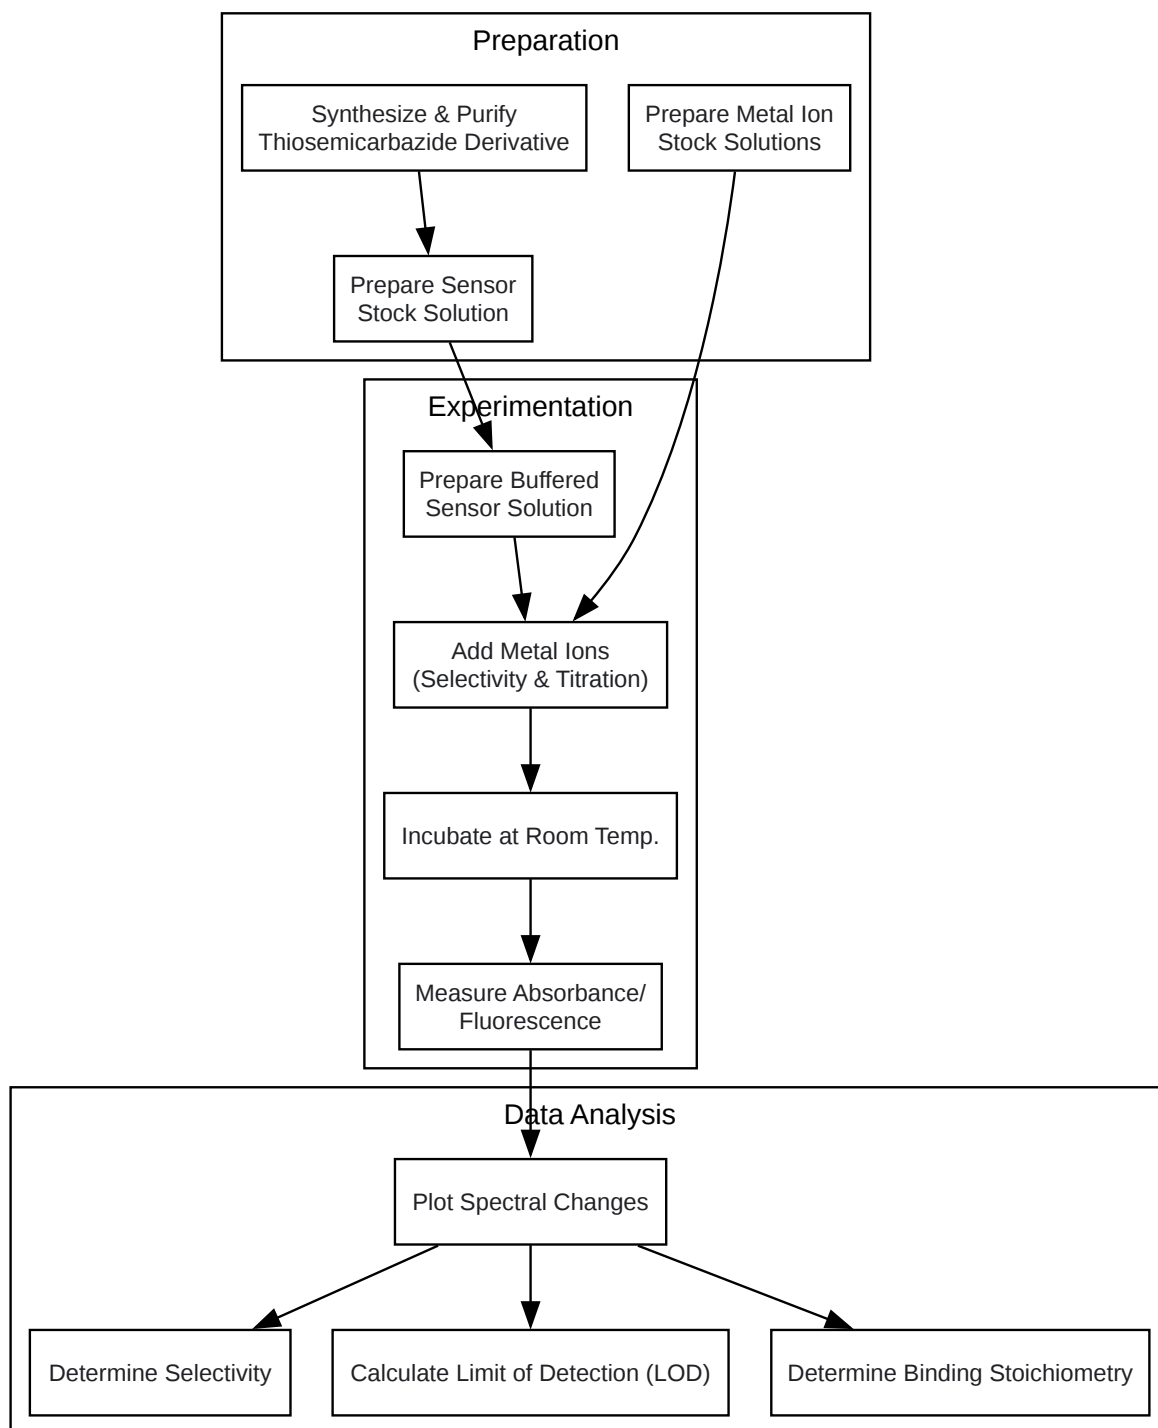 Preparation
Synthesize & Purify
Thiosemicarbazide Derivative
Prepare Metal Ion
Stock Solutions
Prepare Sensor
Stock Solution
Experimentation
Prepare Buffered
Sensor Solution
Add Metal Ions
(Selectivity & Titration)
Incubate at Room Temp.
Measure Absorbance/
Fluorescence
Data Analysis
Plot Spectral Changes
Determine Selectivity
Calculate Limit of Detection (LOD)
Determine Binding Stoichiometry